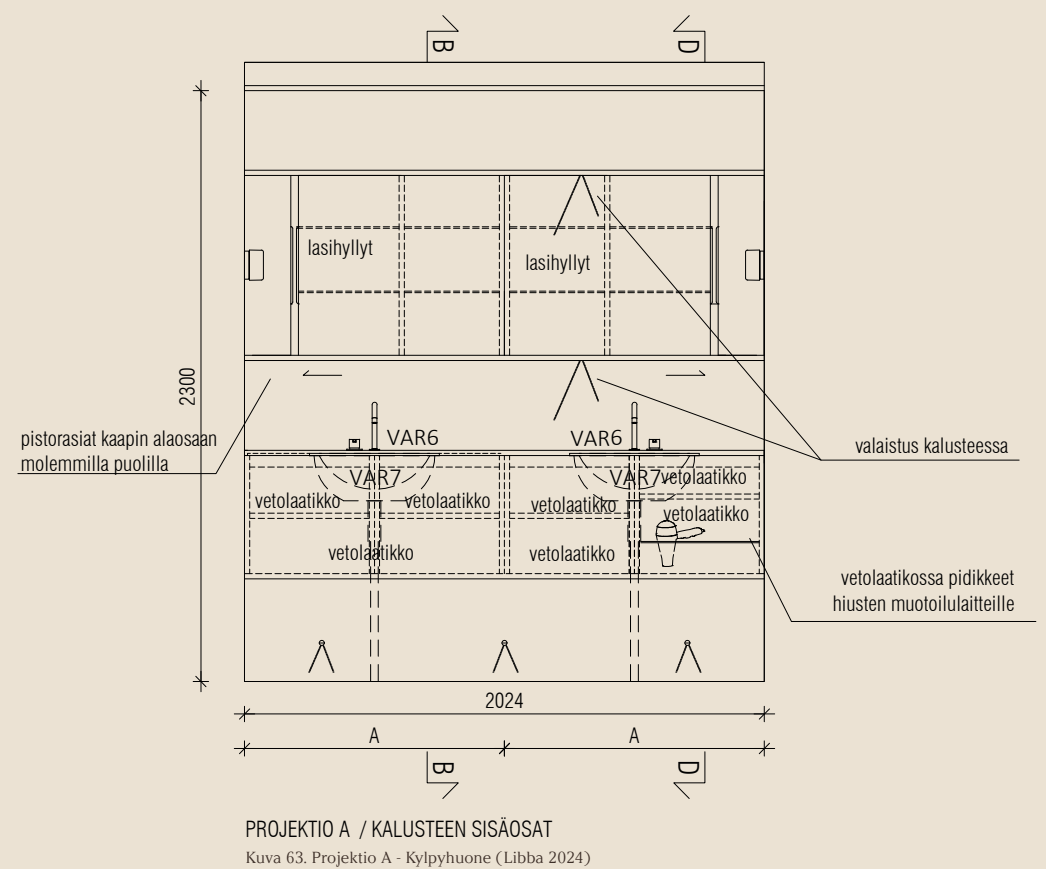 B
D
lasihyllyt
lasihyllyt
2300
pistorasiat kaapin alaosaan
molemmilla puolilla
VAR6
VAR6
valaistus kalusteessa
VAR7
VAR7
vetolaatikko
vetolaatikko
vetolaatikko
vetolaatikko
vetolaatikko
vetolaatikko
vetolaatikko
vetolaatikossa pidikkeet
hiusten muotoilulaitteille
2024
A
A
B
D
PROJEKTIO A / KALUSTEEN SISÄOSAT
Kuva 63. Projektio A - Kylpyhuone (Libba 2024)